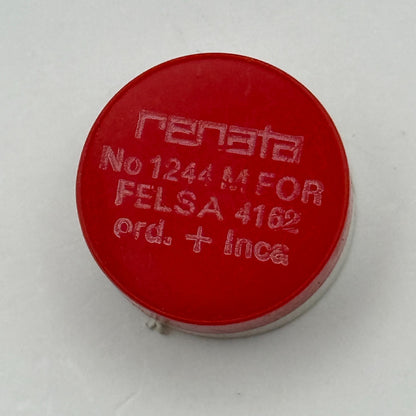 renata
No 1244 M FOR
FELSA 4162
ord. + Inca